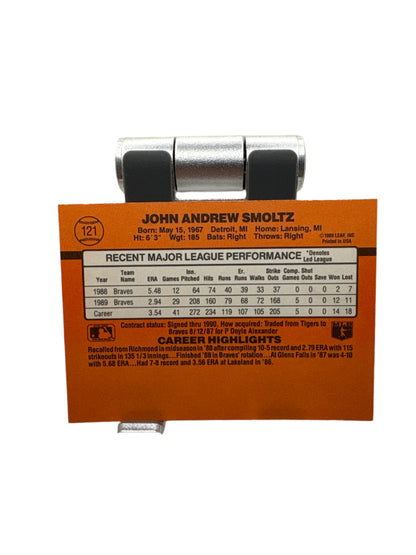 121
JOHN ANDREW SMOLTZ
Born: May 15, 1967 Detroit, MI Home: Lansing, MI
Ht: 6' 3" Wgt: 185 Bats: Right Throws: Right
© 1989 LEAF, INC.
Printed in USA
RECENT MAJOR LEAGUE PERFORMANCE *Denotes Led League
Year Team Name ERA Games Inn. Pitched Hits Runs Er. Runs Walks Strike Outs Comp. Games Shut Outs Saves Won Lost
1988 Braves 5.48 12 64 74 40 39 33 37 0 0 0 2 7
1989 Braves 2.94 29 208 160 79 68 72 168 5 0 0 12 11
Career 3.54 41 272 234 119 107 105 205 5 0 0 14 18
Contract status: Signed thru 1990. How acquired: Traded from Tigers to
Braves 8/12/87 for P Doyle Alexander
CAREER HIGHLIGHTS
Recalled from Richmond in midseason in '88 after compiling 10-5 record and 2.79 ERA with 115
strikeouts in 135 1/3 innings...Finished '88 in Braves' rotation...At Glens Falls in '87 was 4-10
with 5.68 ERA...Had 7-8 record and 3.56 ERA at Lakeland in '86.